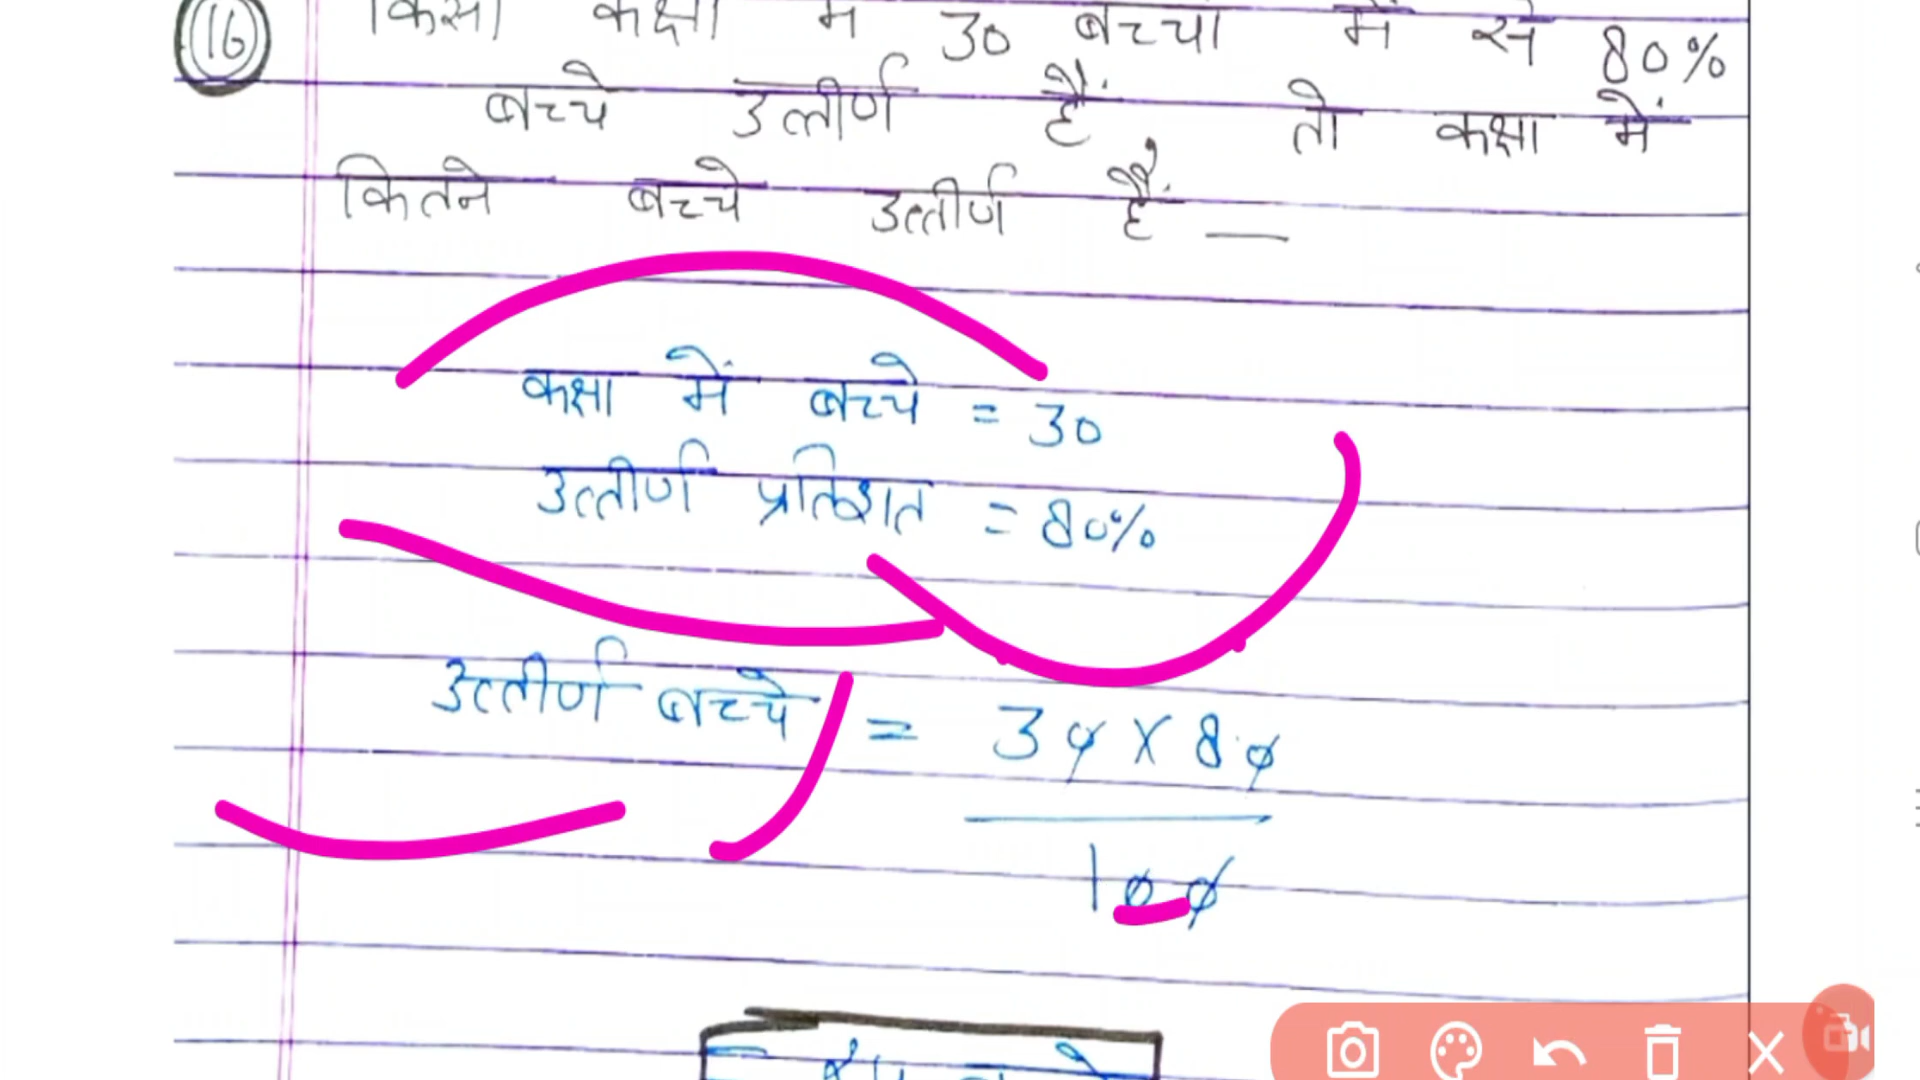 16 किसी कक्षा में 30 बच्चों में से 80%
बच्चे उत्तीर्ण हैं तो कक्षा में
कितने बच्चे उत्तीर्ण हैं —
कक्षा में बच्चे = 30
उत्तीर्ण प्रतिशत = 80%
उत्तीर्ण बच्चे = 30 X 80
100